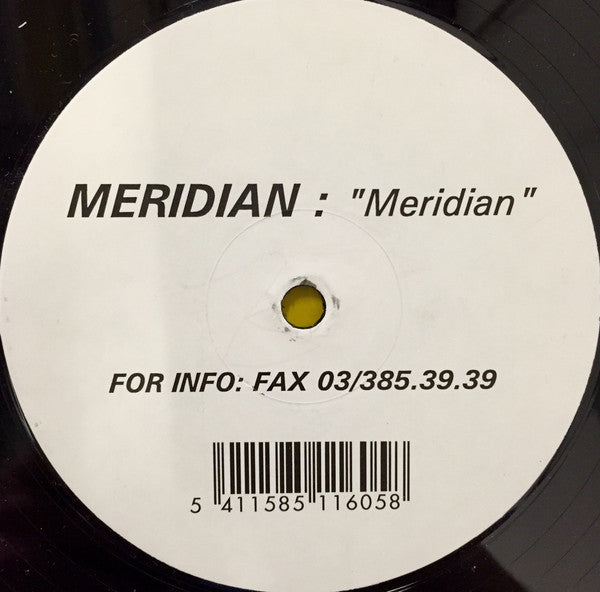 MERIDIAN : "Meridian"
FOR INFO: FAX 03/385.39.39
5 411585 116058